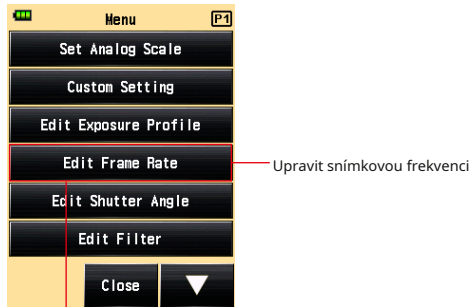 Menu P1
Set Analog Scale
Custom Setting
Edit Exposure Profile
Edit Frame Rate
Upravit snímkovou frekvenci
Edit Shutter Angle
Edit Filter
Close